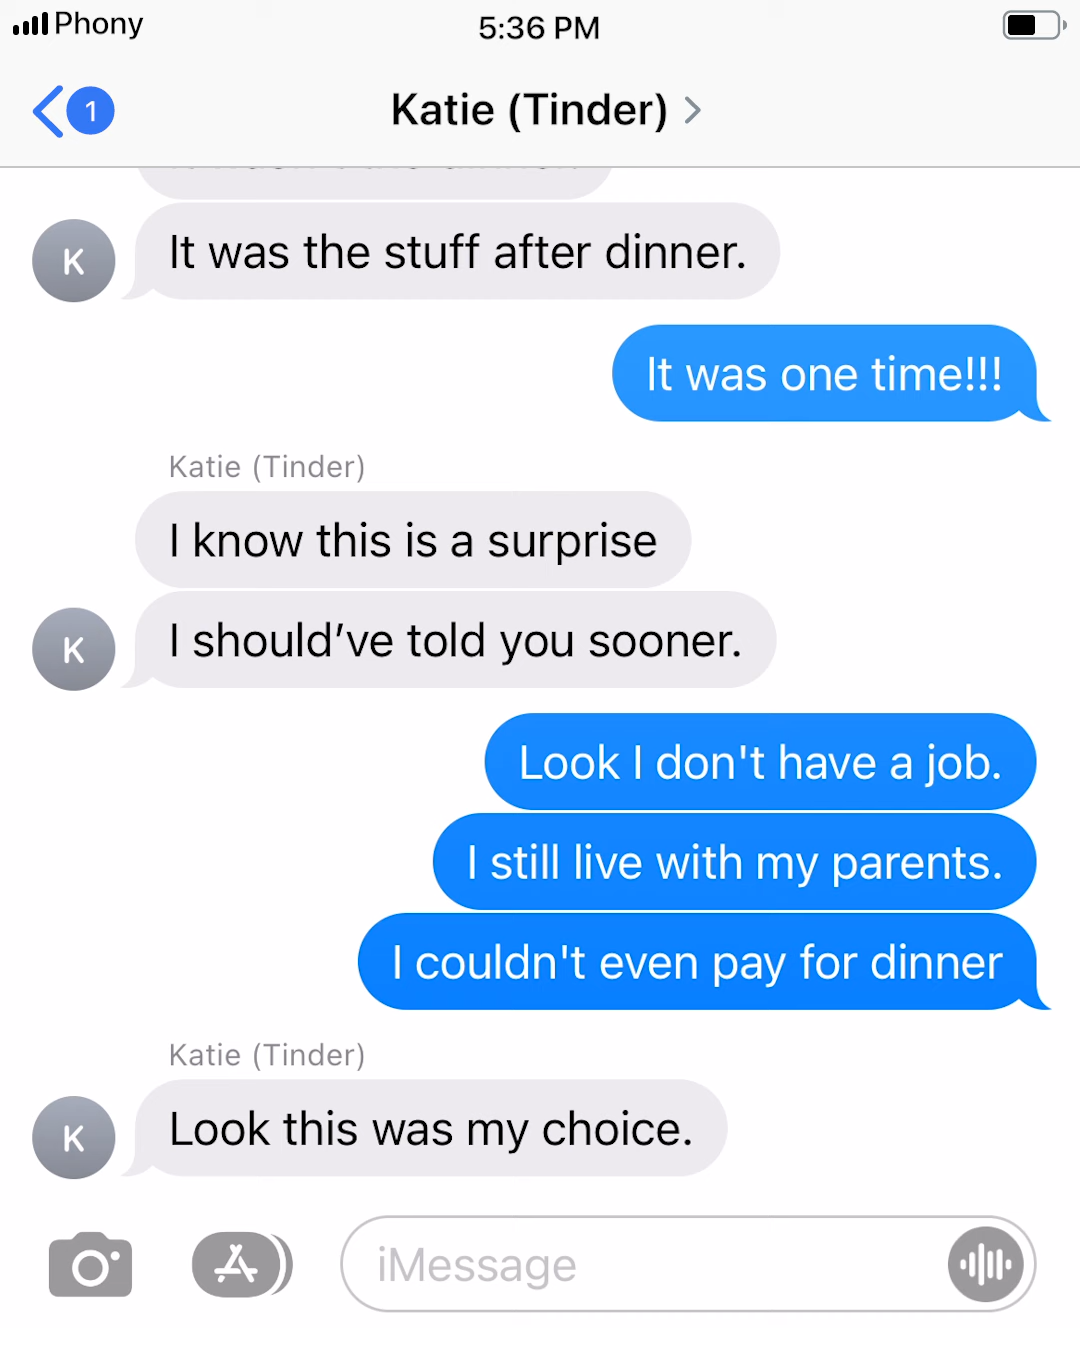 Phony
5:36 PM
1
Katie (Tinder)
K
It was the stuff after dinner.
It was one time!!!
Katie (Tinder)
I know this is a surprise
K
I should’ve told you sooner.
Look I don't have a job.
I still live with my parents.
I couldn't even pay for dinner
Katie (Tinder)
K
Look this was my choice.
iMessage